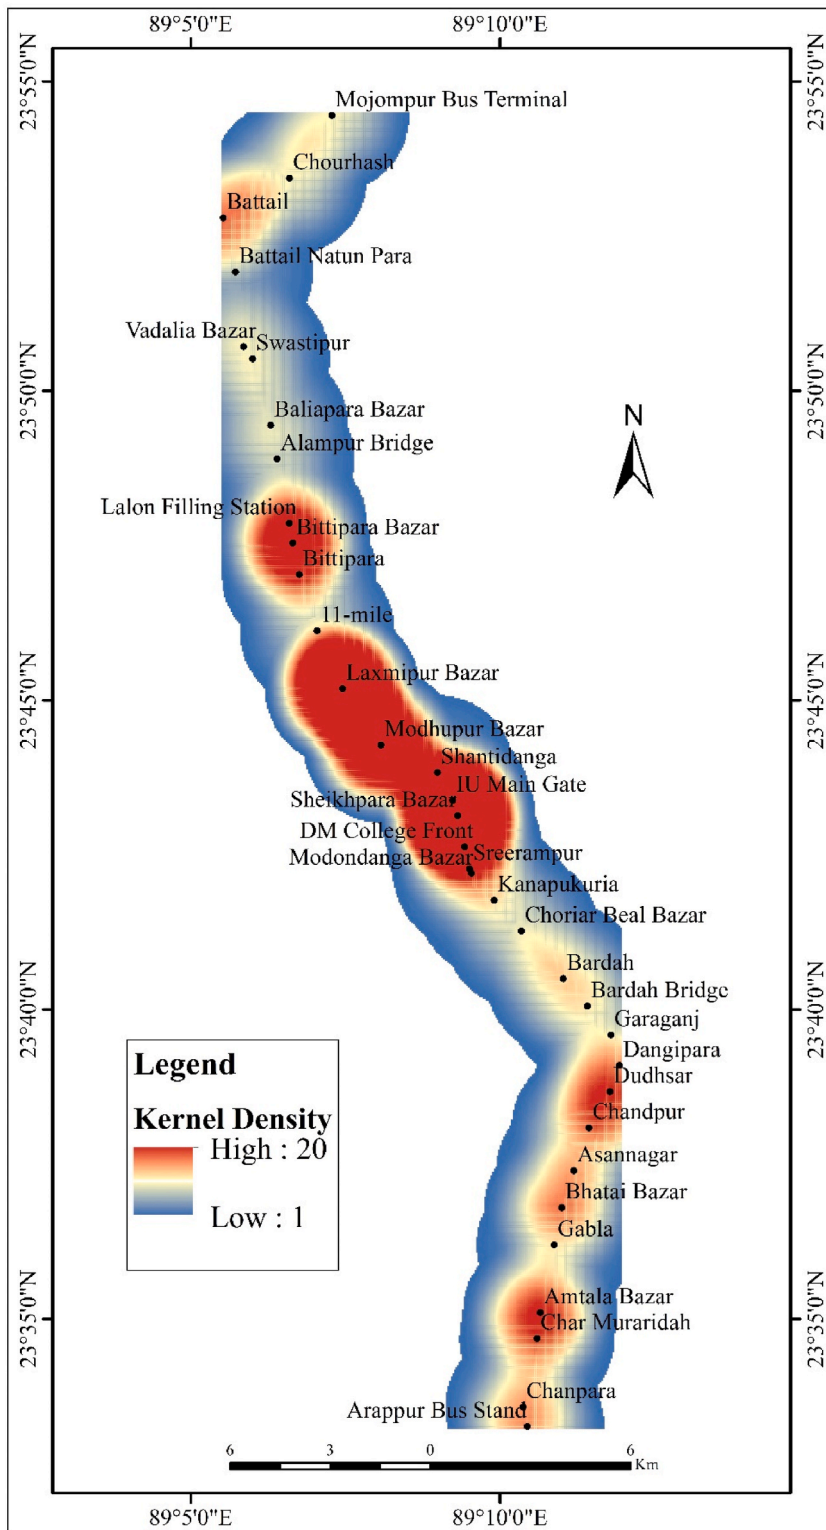 89°5'0"E
89°10'0"E
23°55'0"N
23°55'0"N
Mojompur Bus Terminal
Chourhash
Battail
Battail Natun Para
Vadalia Bazar
Swastipur
23°50'0"N
23°50'0"N
Baliapara Bazar
N
Alampur Bridge
Lalon Filling Station
Bittipara Bazar
Bittipara
11-mile
Laxmipur Bazar
23°45'0"N
23°45'0"N
Modhupur Bazar
Shantidanga
IU Main Gate
Sheikhpara Bazar
DM College Front
Sreerampur
Modondanga Bazar
Kanapukuria
Choriar Beal Bazar
Bardah
Bardah Bridge
23°40'0"N
23°40'0"N
Garaganj
Dangipara
Dudhsar
Chandpur
Asannagar
Bhatai Bazar
Gabla
Legend
Kernel Density
High : 20
Low : 1
Amtala Bazar
23°35'0"N
23°35'0"N
Char Muraridah
Chanpara
Arappur Bus Stand
6
3
0
6
Km
89°5'0"E
89°10'0"E